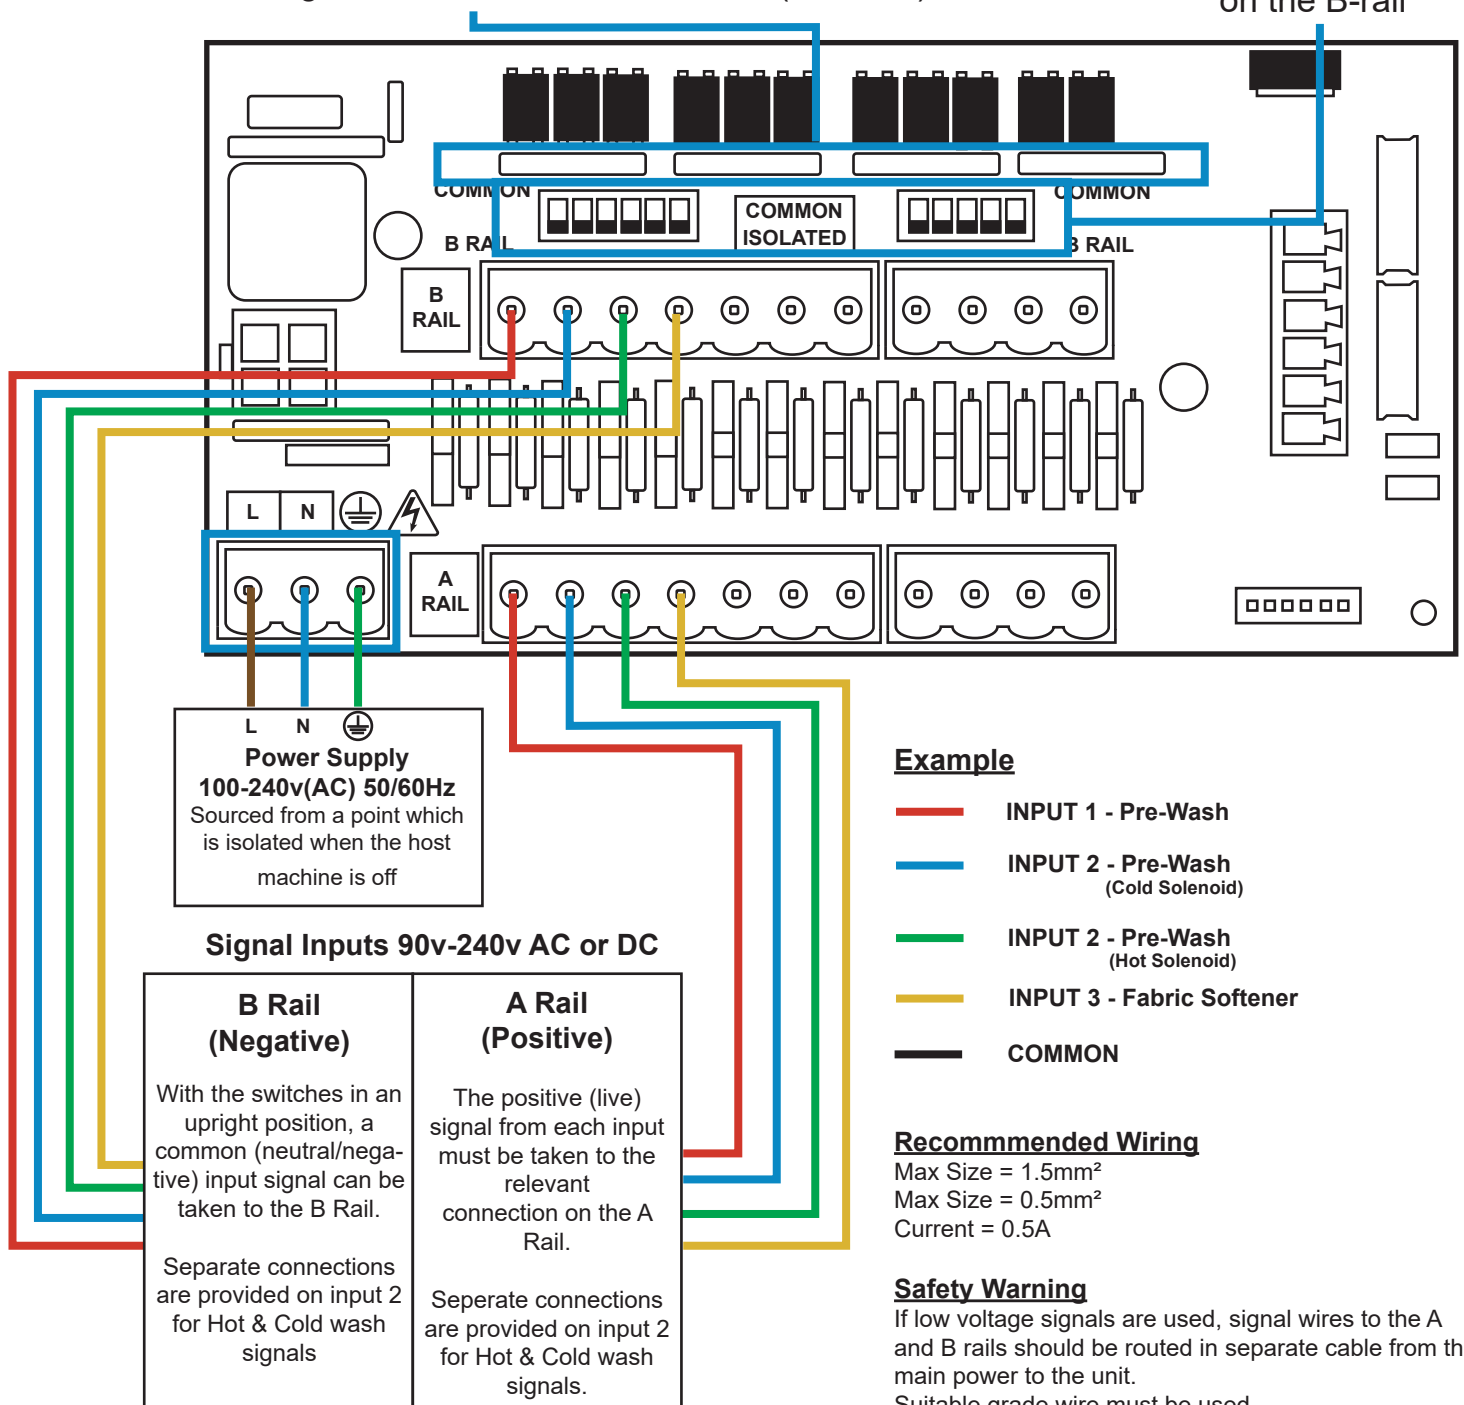 on the B-rail
COMMON
COMMON
COMMON
ISOLATED
B RAIL
B RAIL
B
RAIL
L
N
A
RAIL
L
N
Power Supply
100-240v(AC) 50/60Hz
Sourced from a point which
is isolated when the host
machine is off
Signal Inputs 90v-240v AC or DC
B Rail
(Negative)
With the switches in an
upright position, a
common (neutral/nega-
tive) input signal can be
taken to the B Rail.
Separate connections
are provided on input 2
for Hot & Cold wash
signals
A Rail
(Positive)
The positive (live)
signal from each input
must be taken to the
relevant
connection on the A
Rail.
Seperate connections
are provided on input 2
for Hot & Cold wash
signals.
Example
INPUT 1 - Pre-Wash
INPUT 2 - Pre-Wash
(Cold Solenoid)
INPUT 2 - Pre-Wash
(Hot Solenoid)
INPUT 3 - Fabric Softener
COMMON
Recommmended Wiring
Max Size = 1.5mm²
Max Size = 0.5mm²
Current = 0.5A
Safety Warning
If low voltage signals are used, signal wires to the A
and B rails should be routed in separate cable from th
main power to the unit.
Suitable grade wire must be used